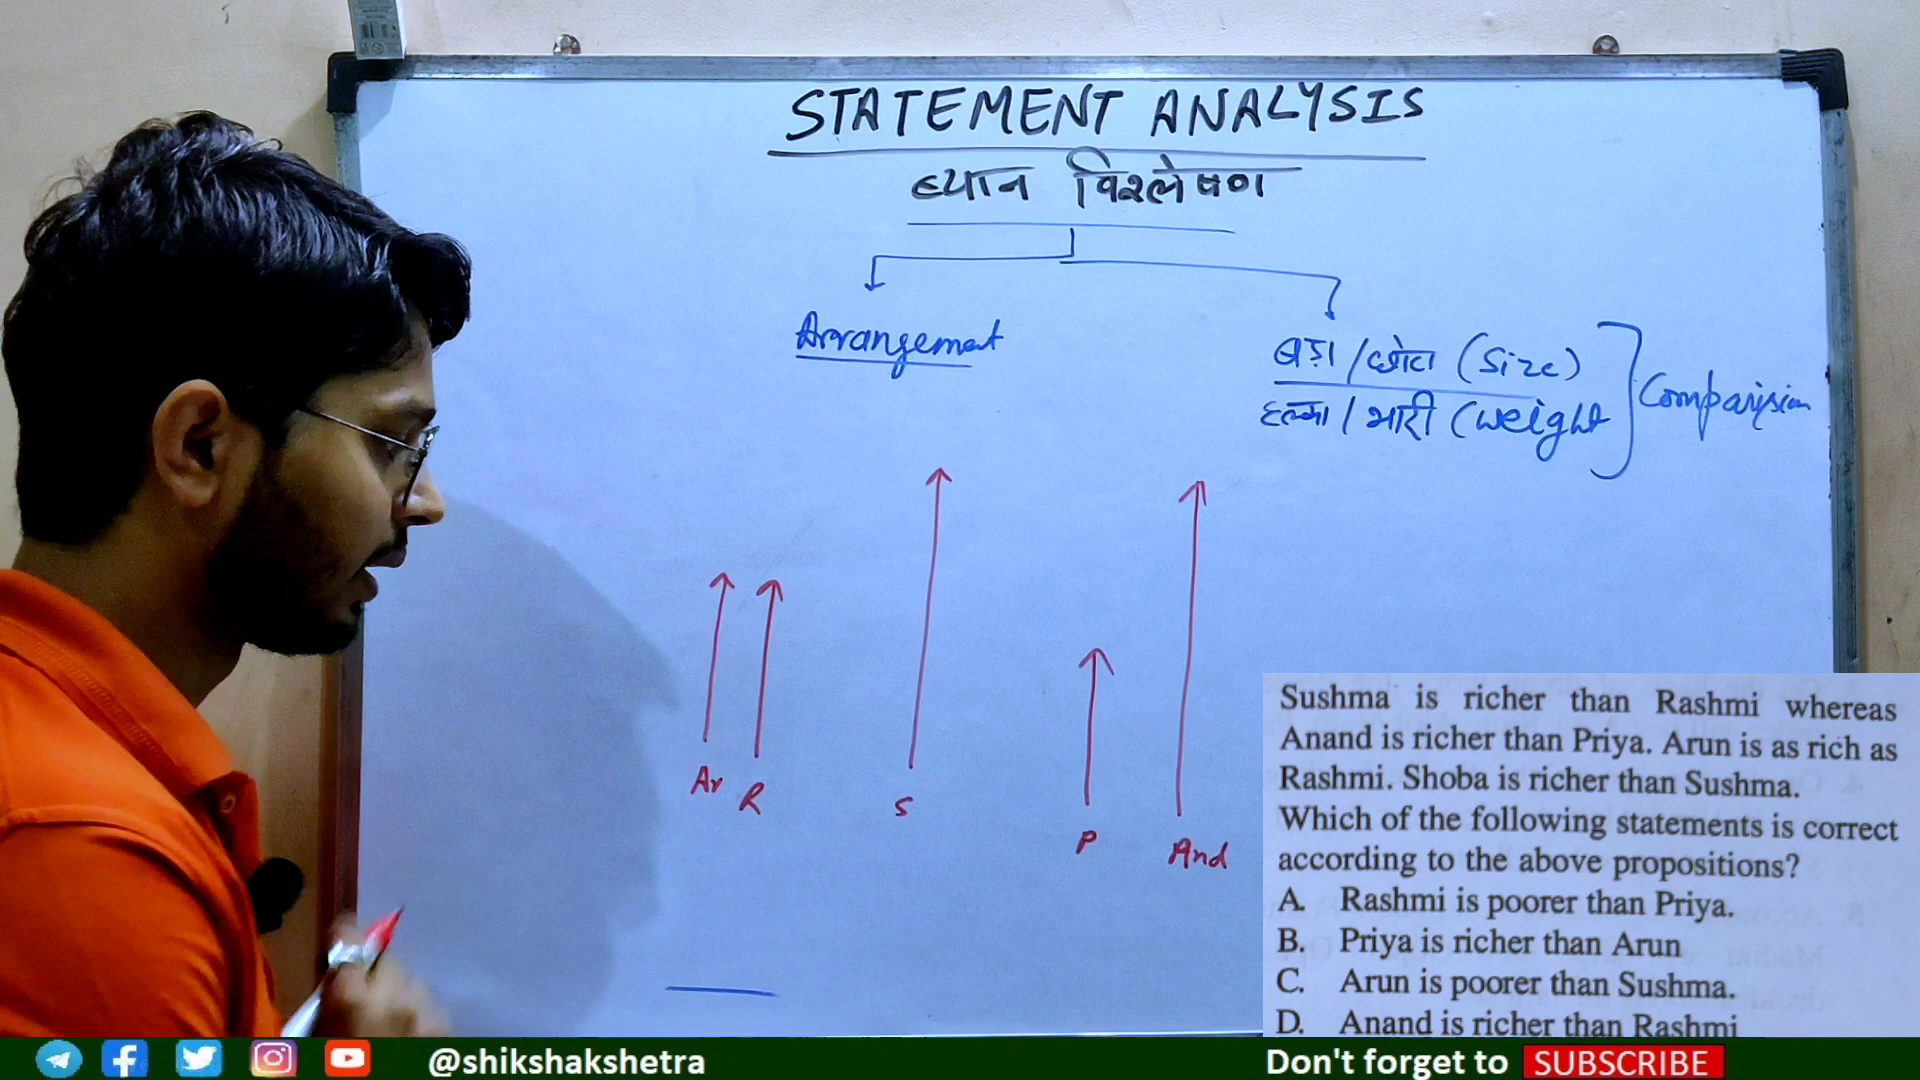 STATEMENT ANALYSIS
ध्यान विश्लेषण
Arrangement
बड़ा / छोटा (Size)
हल्का / भारी (Weight
Comparision
Ar
R
S
P
And
Sushma is richer than Rashmi whereas
Anand is richer than Priya. Arun is as rich as
Rashmi. Shoba is richer than Sushma.
Which of the following statements is correct
according to the above propositions?
A. Rashmi is poorer than Priya.
B. Priya is richer than Arun
C. Arun is poorer than Sushma.
D. Anand is richer than Rashmi
@shikshakshetra
Don't forget to SUBSCRIBE